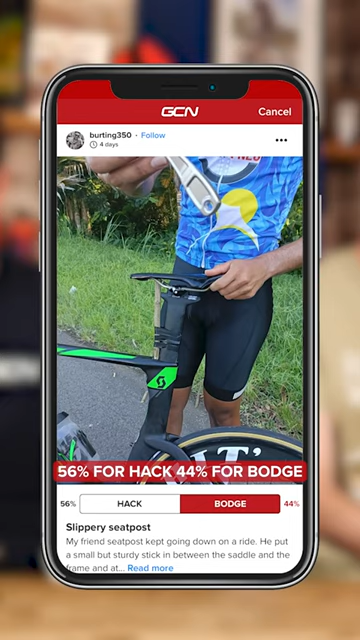 GCN
Cancel
burting350 · Follow
4 days
56% FOR HACK 44% FOR BODGE
56%
HACK
BODGE
44%
Slippery seatpost
My friend seatpost kept going down on a ride. He put
a small but sturdy stick in between the saddle and the
frame and at... Read more